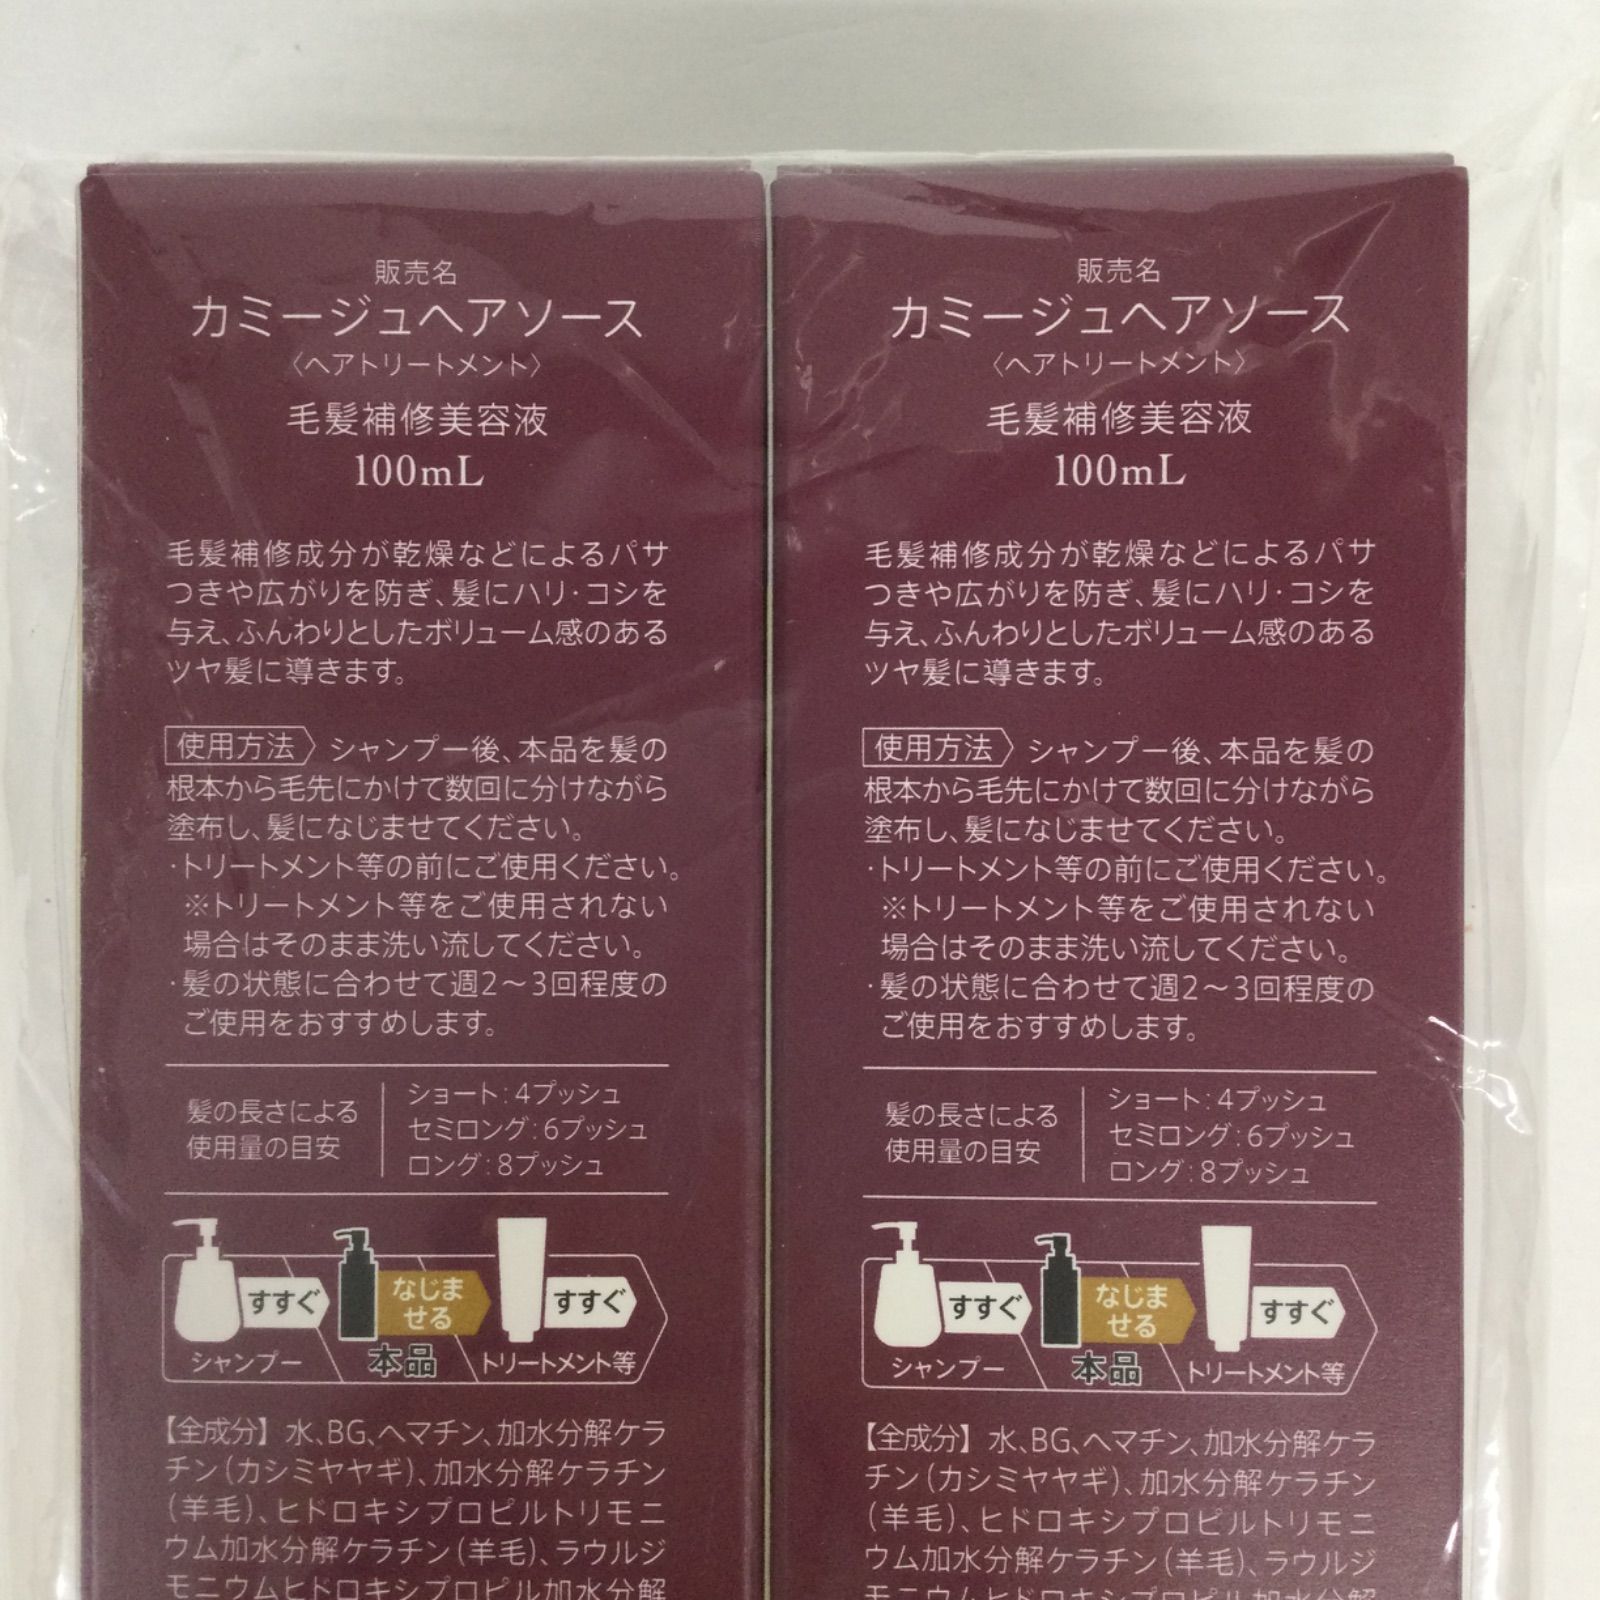 販売名
カミージュヘアソース
〈ヘアトリートメント〉
毛髪補修美容液
100mL
毛髪補修成分が乾燥などによるパサ
つきや広がりを防ぎ、髪にハリ・コシを
与え、ふんわりとしたボリューム感のある
ツヤ髪に導きます。
使用方法 シャンプー後、本品を髪の
根本から毛先にかけて数回に分けながら
塗布し、髪になじませてください。
・トリートメント等の前にご使用ください。
※トリートメント等をご使用されない
場合はそのまま洗い流してください。
・髪の状態に合わせて週2～3回程度の
ご使用をおすすめします。
髪の長さによる
使用量の目安
ショート:4プッシュ
セミロング:6プッシュ
ロング:8プッシュ
すすぐ
なじま
せる
すすぐ
シャンプー
本品
トリートメント等
【全成分】水、BG、ヘマチン、加水分解ケラ
チン(カシミヤヤギ)、加水分解ケラチン
(羊毛)、ヒドロキシプロピルトリモニ
ウム加水分解ケラチン(羊毛)、ラウルジ
モニウムヒドロキシプロピル加水分解
販売名
カミージュヘアソース
〈ヘアトリートメント〉
毛髪補修美容液
100mL
毛髪補修成分が乾燥などによるパサ
つきや広がりを防ぎ、髪にハリ・コシを
与え、ふんわりとしたボリューム感のある
ツヤ髪に導きます。
使用方法 シャンプー後、本品を髪の
根本から毛先にかけて数回に分けながら
塗布し、髪になじませてください。
・トリートメント等の前にご使用ください。
※トリートメント等をご使用されない
場合はそのまま洗い流してください。
・髪の状態に合わせて週2～3回程度の
ご使用をおすすめします。
髪の長さによる
使用量の目安
ショート:4プッシュ
セミロング:6プッシュ
ロング:8プッシュ
すすぐ
なじま
せる
すすぐ
シャンプー
本品
トリートメント等
【全成分】水、BG、ヘマチン、加水分解ケラ
チン(カシミヤヤギ)、加水分解ケラチン
(羊毛)、ヒドロキシプロピルトリモニ
ウム加水分解ケラチン(羊毛)、ラウルジ
モニウムヒドロキシプロピル加水分解